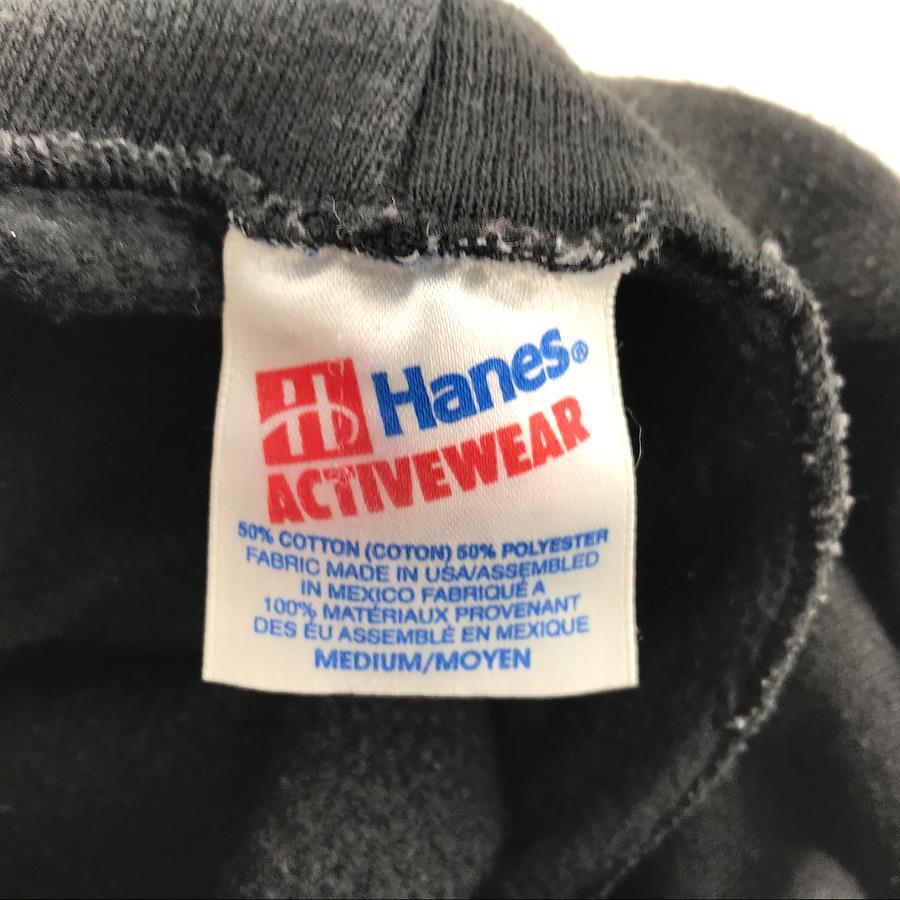 Hanes®
ACTIVEWEAR
50% COTTON (COTON) 50% POLYESTER
FABRIC MADE IN USA/ASSEMBLED
IN MEXICO FABRIQUÉ A
100% MATÉRIAUX PROVENANT
DES ÉU ASSEMBLÉ EN MEXIQUE
MEDIUM/MOYEN